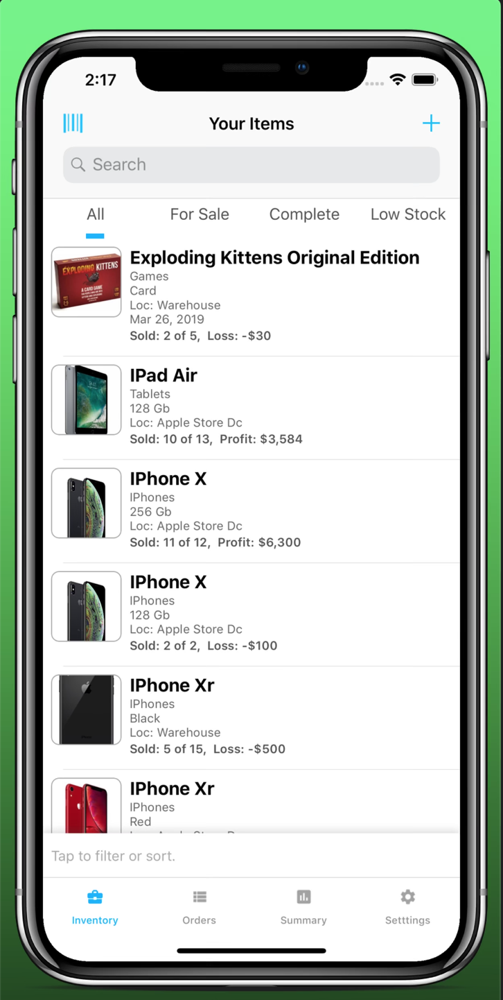 2:17
Your Items
Search
All For Sale Complete Low Stock
EXPLODING KITTENS
A CARD GAME
Exploding Kittens Original Edition
Games
Card
Loc: Warehouse
Mar 26, 2019
Sold: 2 of 5, Loss: -$30
IPad Air
Tablets
128 Gb
Loc: Apple Store Dc
Sold: 10 of 13, Profit: $3,584
IPhone X
IPhones
256 Gb
Loc: Apple Store Dc
Sold: 11 of 12, Profit: $6,300
IPhone X
IPhones
128 Gb
Loc: Apple Store Dc
Sold: 2 of 2, Loss: -$100
IPhone Xr
IPhones
Black
Loc: Warehouse
Sold: 5 of 15, Loss: -$500
IPhone Xr
IPhones
Red
Tap to filter or sort.
Inventory Orders Summary Setttings